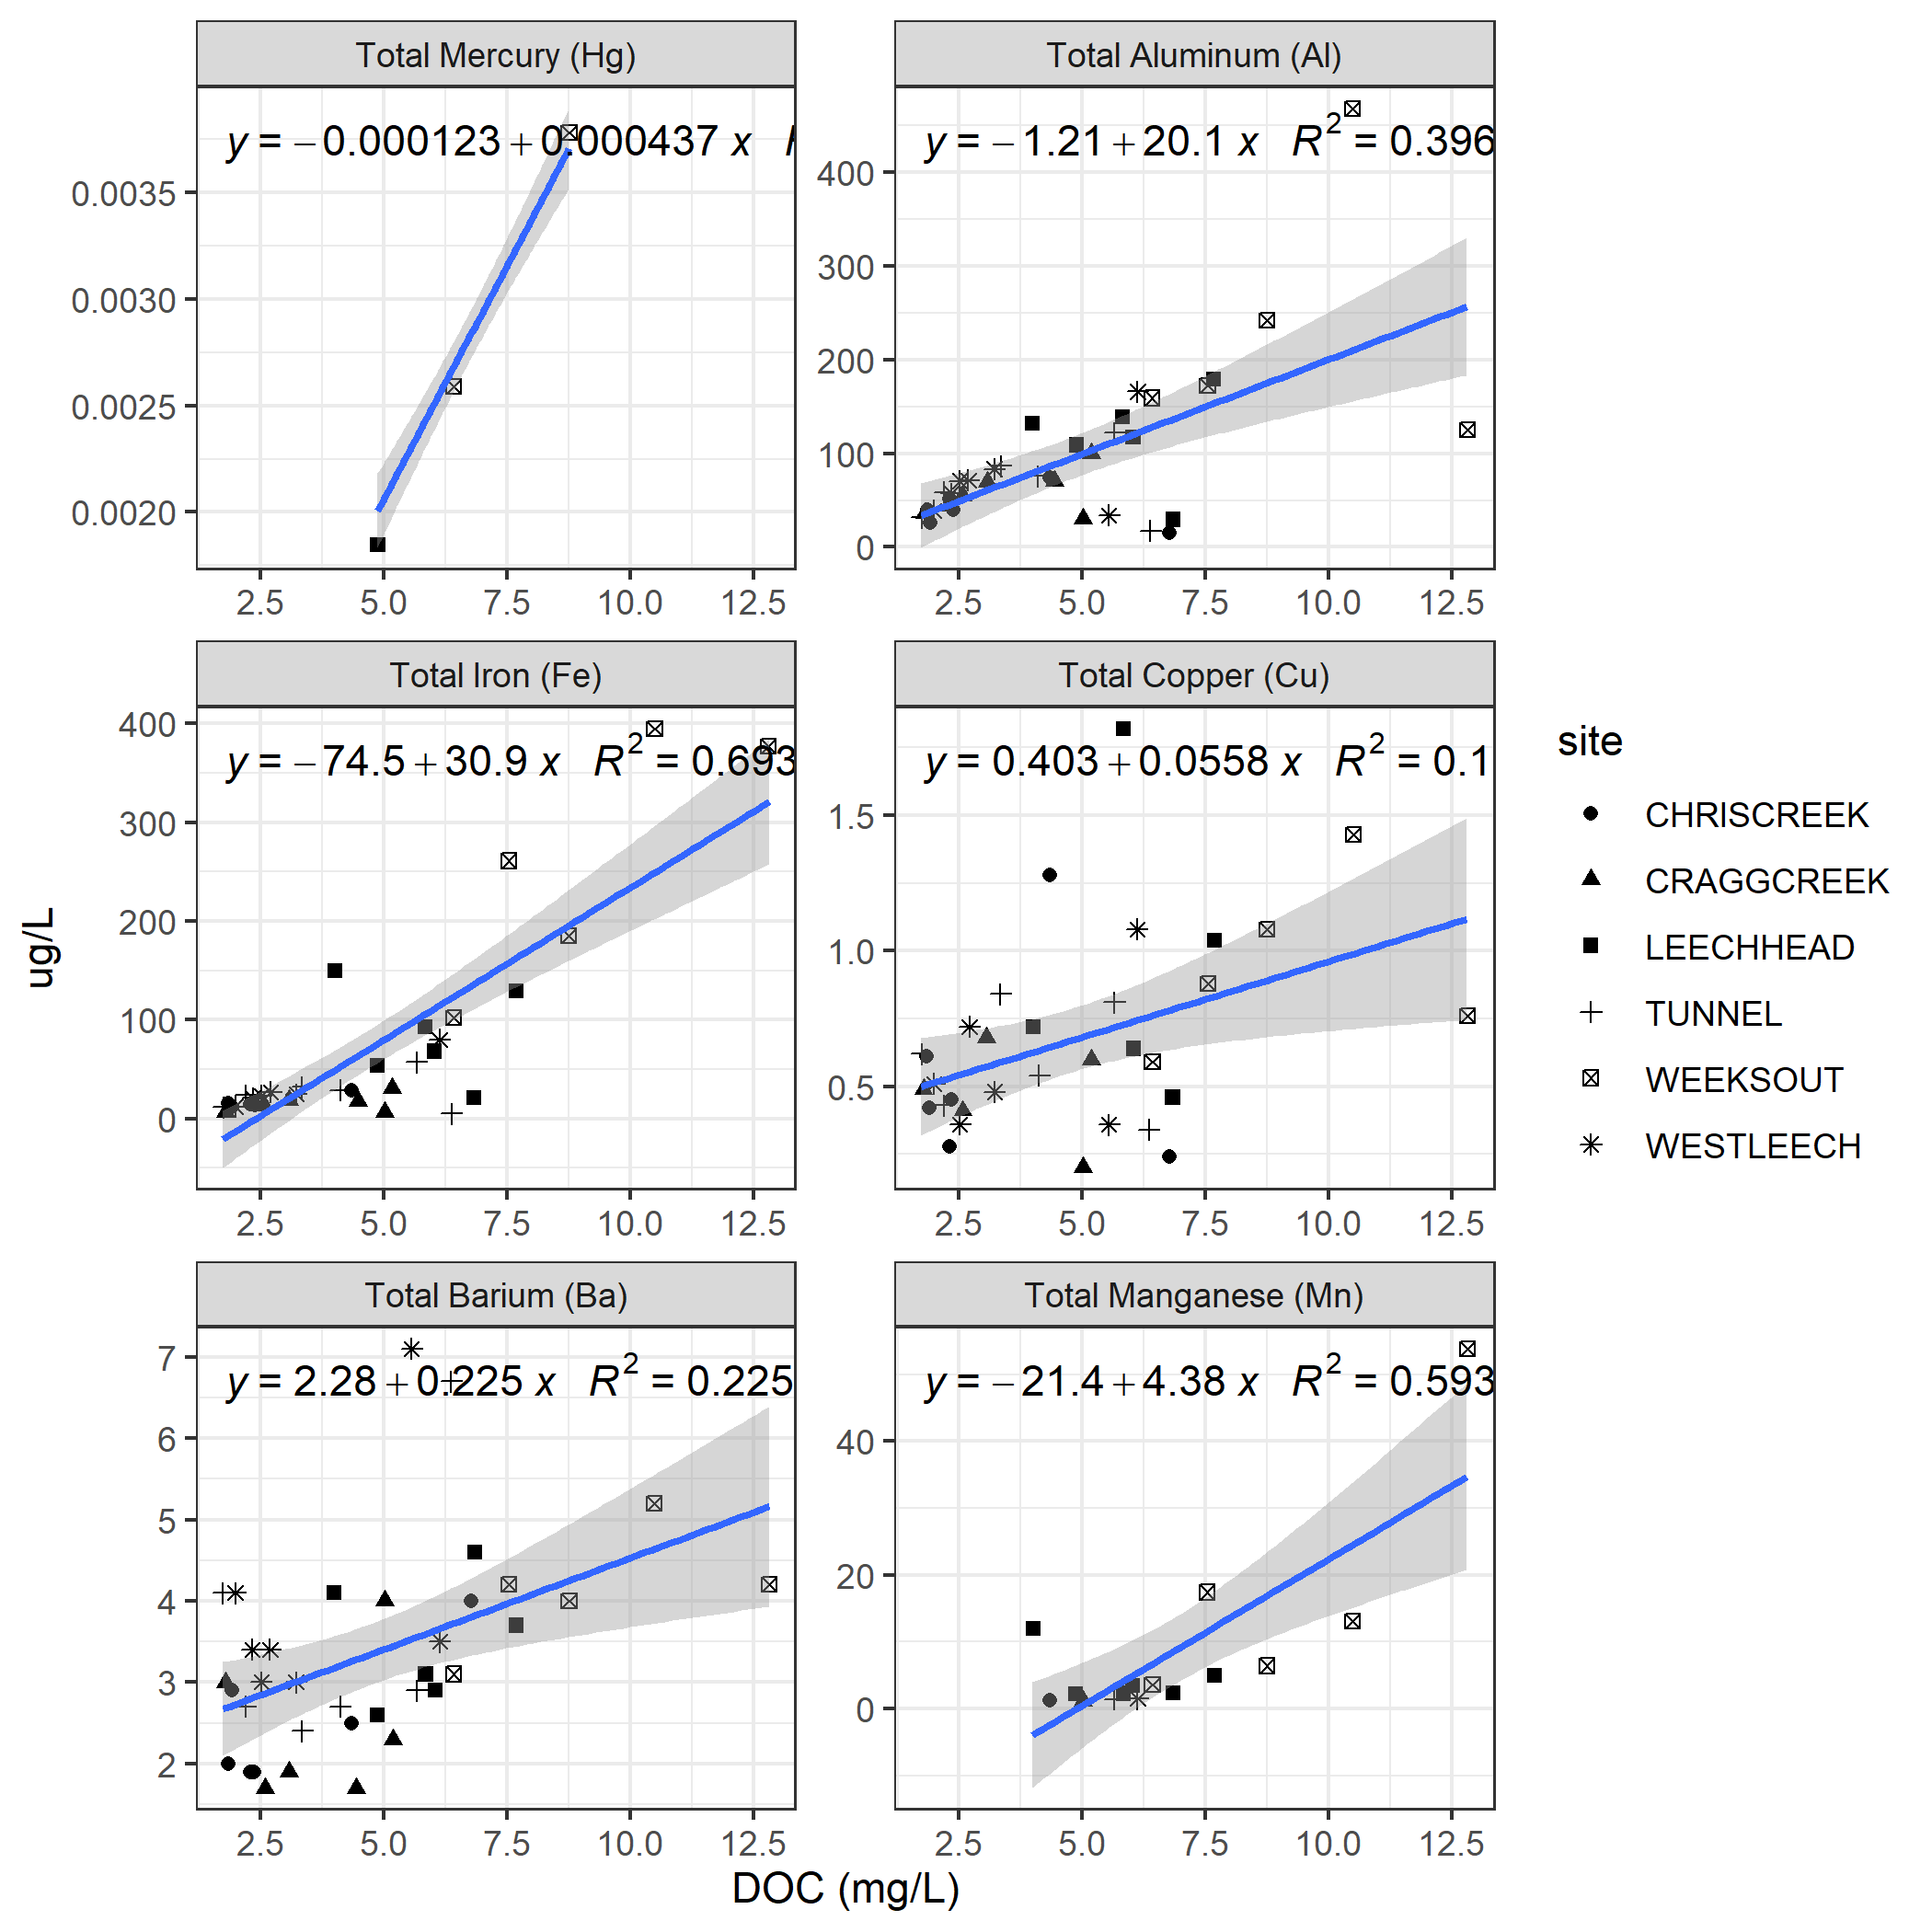 Total Mercury (Hg)
y = −0.000123 + 0.000437 x
0.0035
0.0030
0.0025
0.0020
2.5 5.0 7.5 10.0 12.5
Total Aluminum (Al)
y = −1.21 + 20.1 x R² = 0.396
400
300
200
100
0
2.5 5.0 7.5 10.0 12.5
Total Iron (Fe)
y = −74.5 + 30.9 x R² = 0.693
400
300
200
100
0
2.5 5.0 7.5 10.0 12.5
Total Copper (Cu)
y = 0.403 + 0.0558 x R² = 0.1
1.5
1.0
0.5
2.5 5.0 7.5 10.0 12.5
Total Barium (Ba)
y = 2.28 + 0.225 x R² = 0.225
7
6
5
4
3
2
2.5 5.0 7.5 10.0 12.5
Total Manganese (Mn)
y = −21.4 + 4.38 x R² = 0.593
40
20
0
2.5 5.0 7.5 10.0 12.5
ug/L
DOC (mg/L)
site
CHRISCREEK
CRAGGCREEK
LEECHHEAD
TUNNEL
WEEKSOUT
WESTLEECH